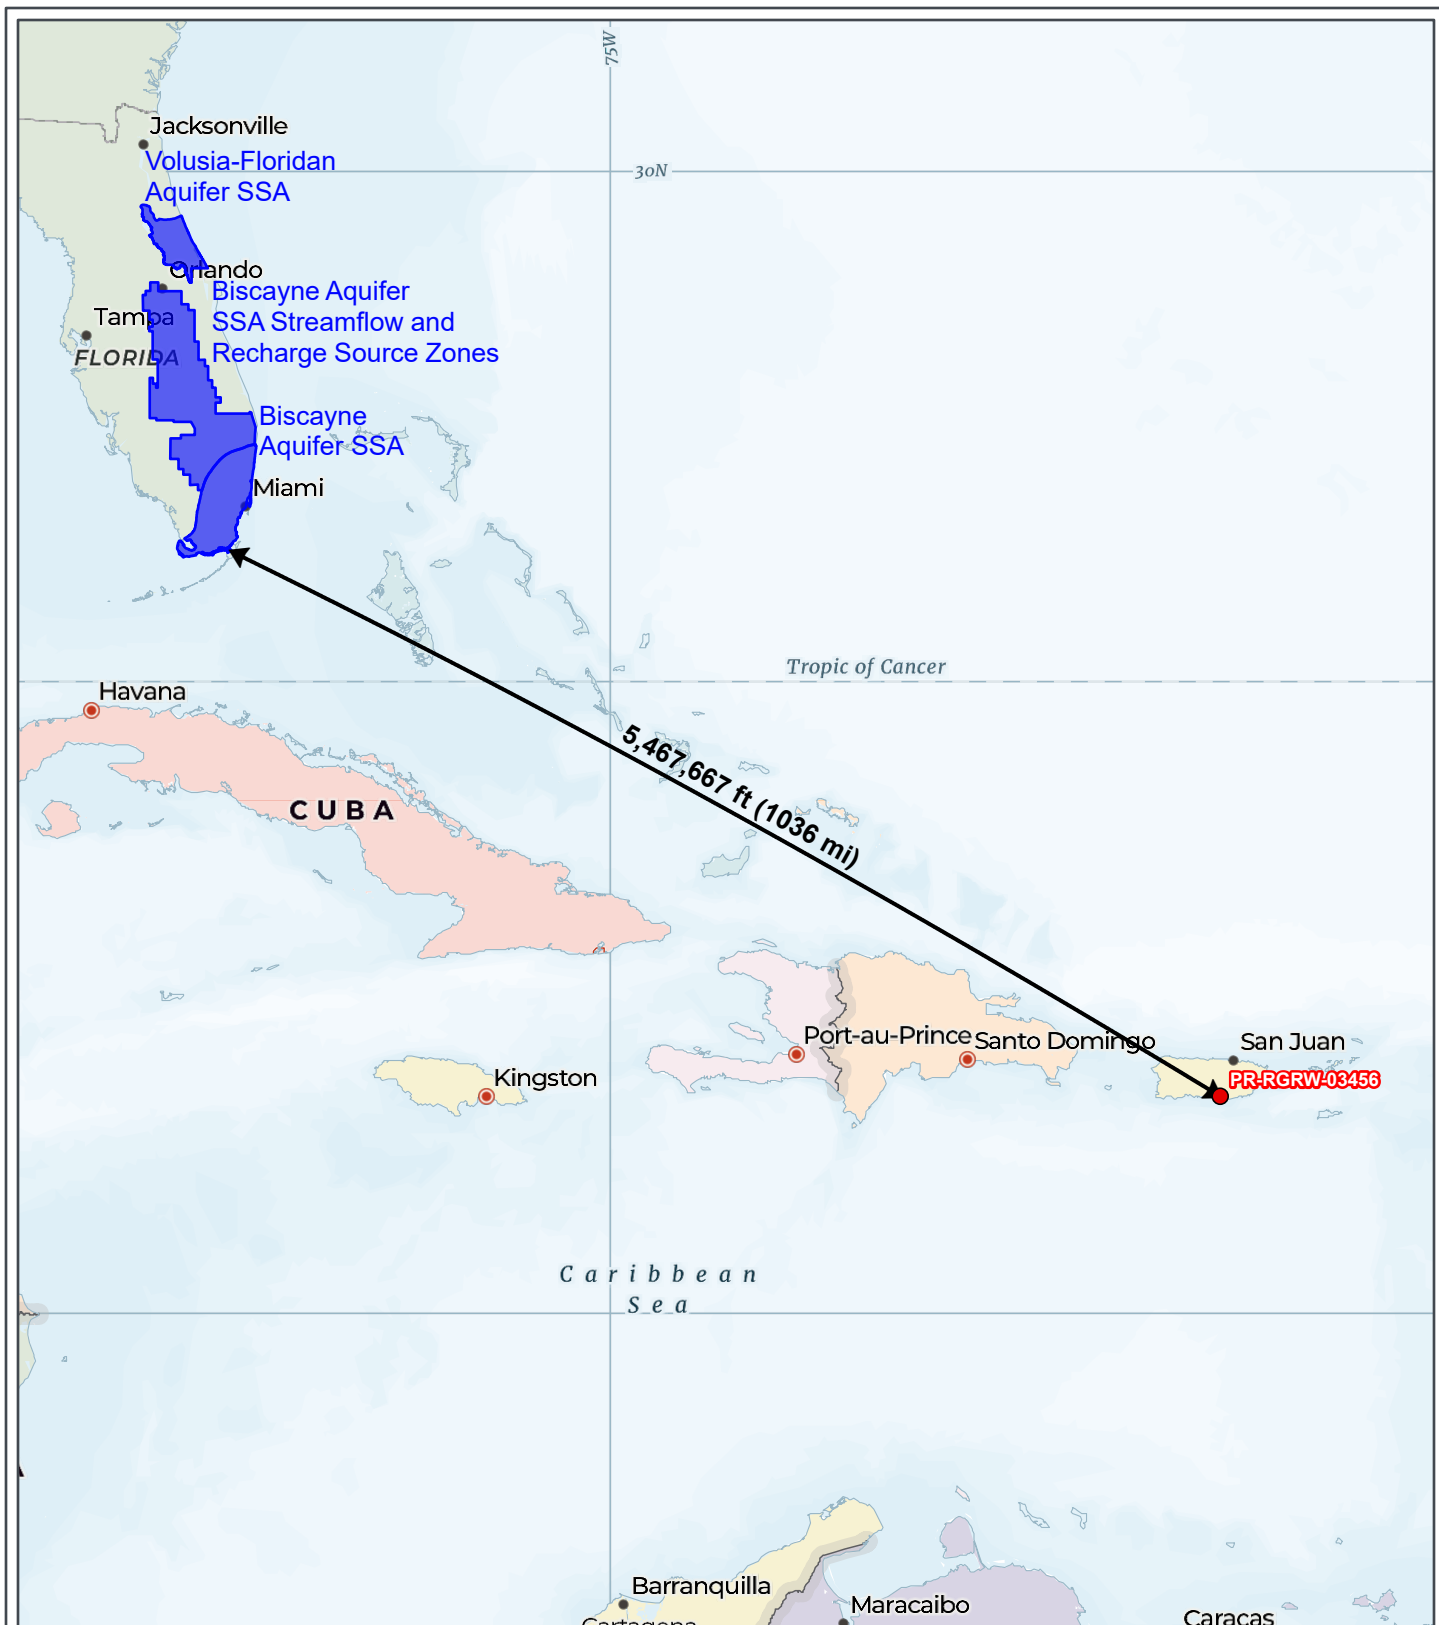 75W
Jacksonville
Volusia-Floridan
Aquifer SSA
30N
Orlando
Biscayne Aquifer
SSA Streamflow and
Recharge Source Zones
Tampa
FLORIDA
Biscayne
Aquifer SSA
Miami
Tropic of Cancer
Havana
5,467,667 ft (1036 mi)
CUBA
Port-au-Prince
Santo Domingo
San Juan
Kingston
PR-RGRW-03456
Caribbean
Sea
Barranquilla
Maracaibo
Cartagena
Caracas